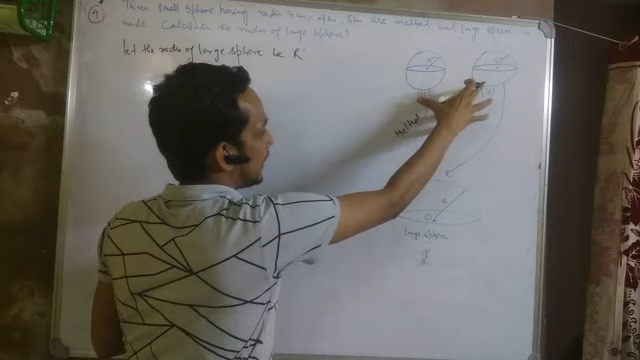 9 Three small sphere having radii 3cm, 4cm, 5cm are melted and large sphere is
made Calculate the radius of large sphere!
let the radius of large sphere be 'R'
Melted
R
O
large sphere